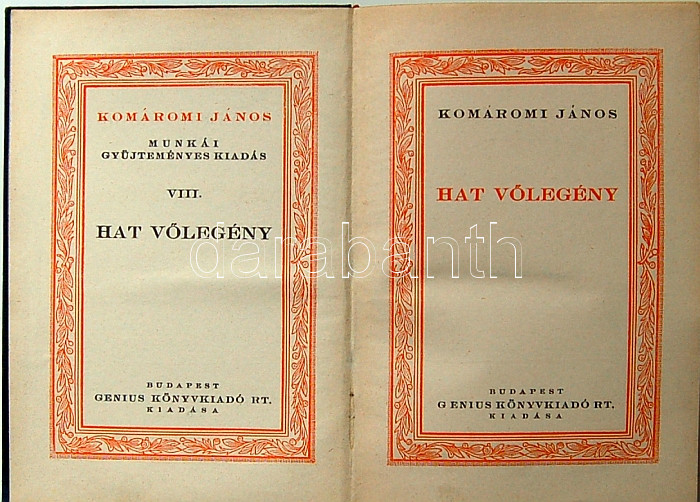 KOMÁROMI JÁNOS
MUNKÁI
GYÜJTEMÉNYES KIADÁS
VIII.
HAT VŐLEGÉNY
BUDAPEST
GENIUS KÖNYVKIADÓ RT.
KIADÁSA
KOMÁROMI JÁNOS
HAT VŐLEGÉNY
BUDAPEST
GENIUS KÖNYVKIADÓ RT.
KIADÁSA
darabanth